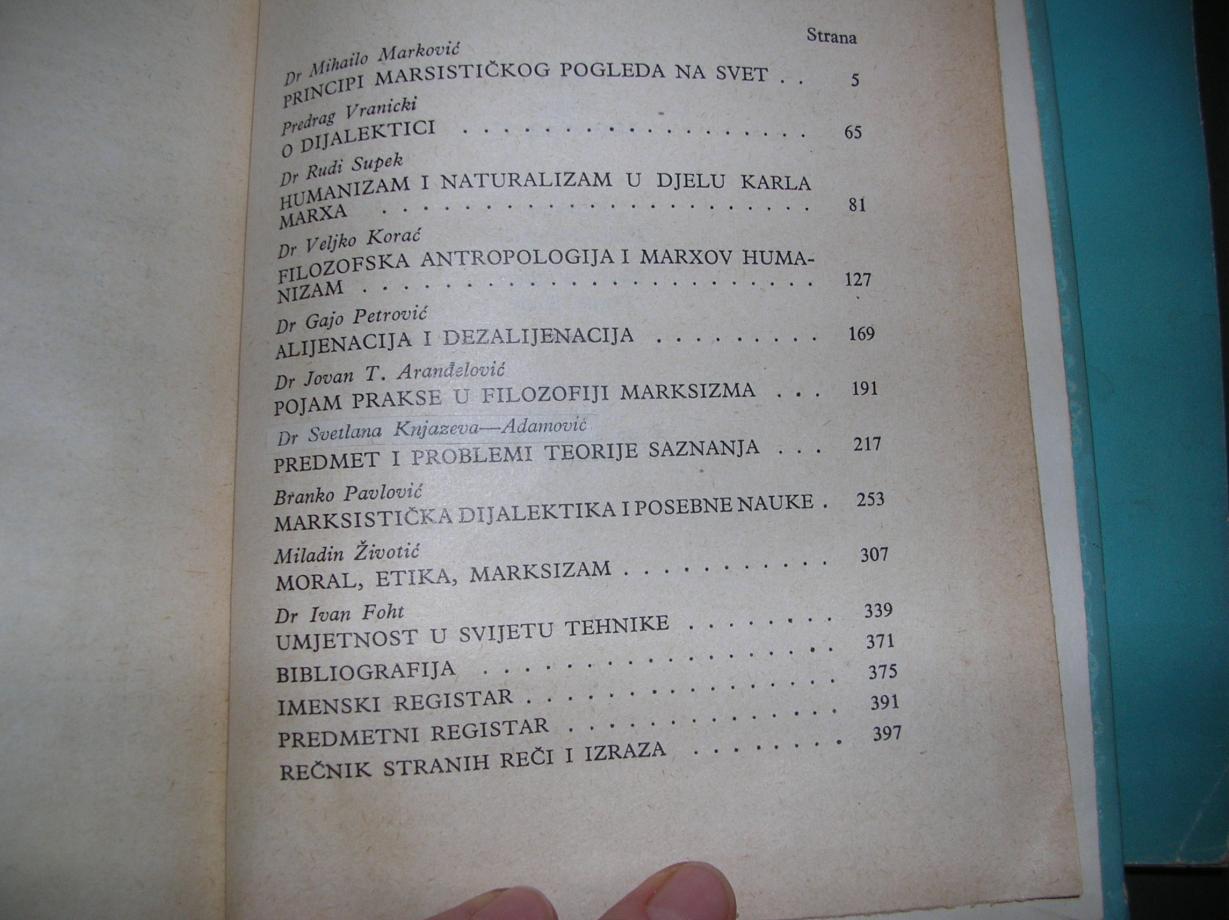 Strana
Dr Mihailo Marković
PRINCIPI MARSISTIČKOG POGLEDA NA SVET . . 5
Predrag Vranicki
O DIJALEKTICI . . . . . . . . . . . . . . . . . . 65
Dr Rudi Supek
HUMANIZAM I NATURALIZAM U DJELU KARLA
MARXA . . . . . . . . . . . . . . . . . . . . . . 81
Dr Veljko Korać
FILOZOFSKA ANTROPOLOGIJA I MARXOV HUMA-
NIZAM . . . . . . . . . . . . . . . . . . . . . . . 127
Dr Gajo Petrović
ALIJENACIJA I DEZALIJENACIJA . . . . . . . . . 169
Dr Jovan T. Aranđelović
POJAM PRAKSE U FILOZOFIJI MARKSIZMA . . . 191
Dr Svetlana Knjazeva—Adamović
PREDMET I PROBLEMI TEORIJE SAZNANJA . . . 217
Branko Pavlović
MARKSISTIČKA DIJALEKTIKA I POSEBNE NAUKE . 253
Miladin Životić
MORAL, ETIKA, MARKSIZAM . . . . . . . . . . . 307
Dr Ivan Foht
UMJETNOST U SVIJETU TEHNIKE . . . . . . . . 339
BIBLIOGRAFIJA . . . . . . . . . . . . . . . . . . 371
IMENSKI REGISTAR . . . . . . . . . . . . . . . . 375
PREDMETNI REGISTAR . . . . . . . . . . . . . . 391
REČNIK STRANIH REČI I IZRAZA . . . . . . . . 397